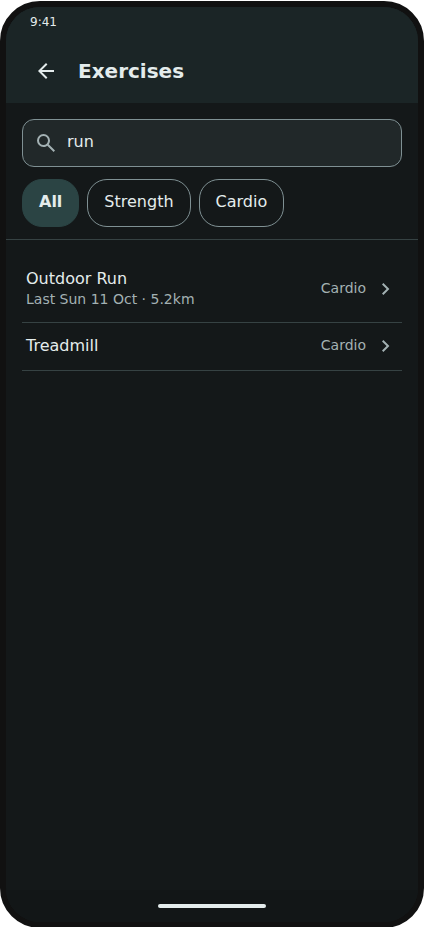 9:41
Exercises
run
All Strength Cardio
Outdoor Run
Last Sun 11 Oct · 5.2km
Cardio
Treadmill
Cardio